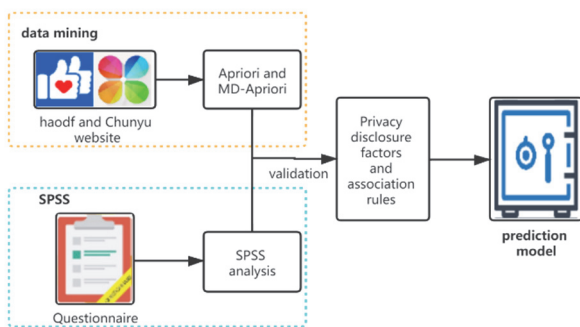 data mining
haodf and Chunyu
website
Apriori and
MD-Apriori
validation
Privacy
disclosure
factors
and
association
rules
prediction
model
SPSS
Questionnaire
SPSS
analysis